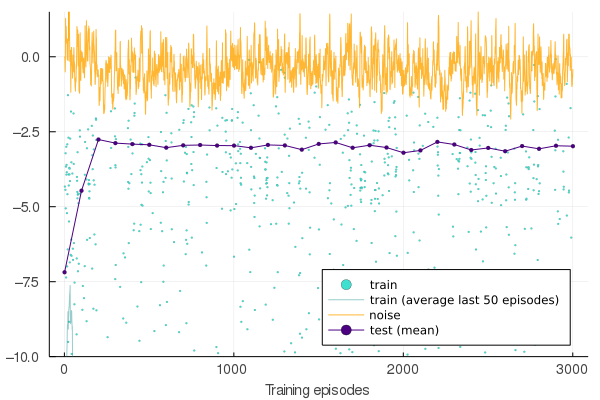 0.0
−2.5
−5.0
−7.5
−10.0
train
train (average last 50 episodes)
noise
test (mean)
0 1000 2000 3000
Training episodes